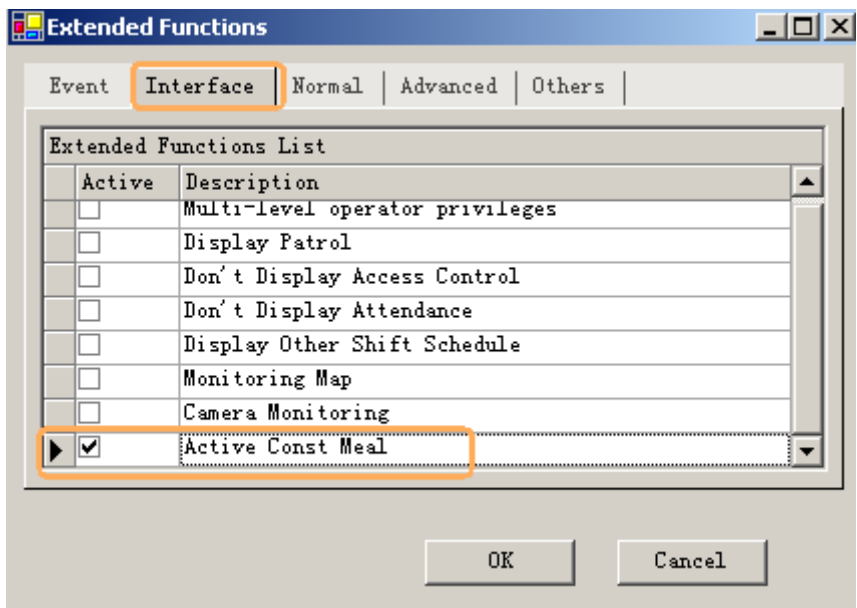 Extended Functions
Event Interface Normal Advanced Others
Extended Functions List
Active Description
Multi-level operator privileges
Display Patrol
Don't Display Access Control
Don't Display Attendance
Display Other Shift Schedule
Monitoring Map
Camera Monitoring
Active Const Meal
OK Cancel